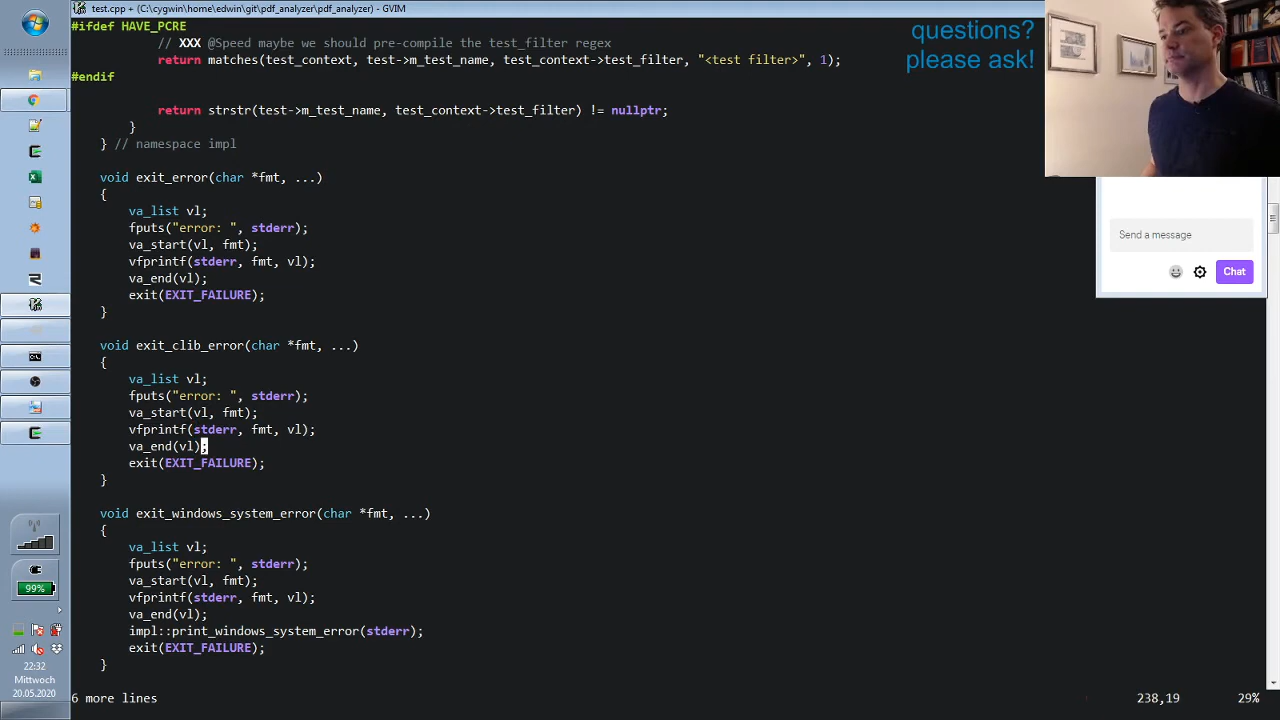 test.cpp + (C:\cygwin\home\edwin\git\pdf_analyzer\pdf_analyzer) - GVIM
#ifdef HAVE_PCRE
// XXX @Speed maybe we should pre-compile the test_filter regex
return matches(test_context, test->m_test_name, test_context->test_filter, "<test filter>", 1);
#endif
return strstr(test->m_test_name, test_context->test_filter) != nullptr;
}
} // namespace impl
void exit_error(char *fmt, ...)
{
va_list vl;
fputs("error: ", stderr);
va_start(vl, fmt);
vfprintf(stderr, fmt, vl);
va_end(vl);
exit(EXIT_FAILURE);
}
void exit_clib_error(char *fmt, ...)
{
va_list vl;
fputs("error: ", stderr);
va_start(vl, fmt);
vfprintf(stderr, fmt, vl);
va_end(vl);
exit(EXIT_FAILURE);
}
void exit_windows_system_error(char *fmt, ...)
{
va_list vl;
fputs("error: ", stderr);
va_start(vl, fmt);
vfprintf(stderr, fmt, vl);
va_end(vl);
impl::print_windows_system_error(stderr);
exit(EXIT_FAILURE);
}
6 more lines
238,19
29%
questions?
please ask!
Send a message
Chat
99%
22:32
Mittwoch
20.05.2020